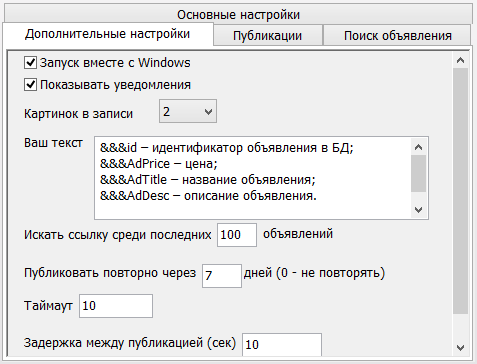 Основные настройки
Дополнительные настройки Публикации Поиск объявления
Запуск вместе с Windows
Показывать уведомления
Картинок в записи 2
Ваш текст &&&id – идентификатор объявления в БД;
&&&AdPrice – цена;
&&&AdTitle – название объявления;
&&&AdDesc – описание объявления.
Искать ссылку среди последних 100 объявлений
Публиковать повторно через 7 дней (0 - не повторять)
Таймаут 10
Задержка между публикацией (сек) 10